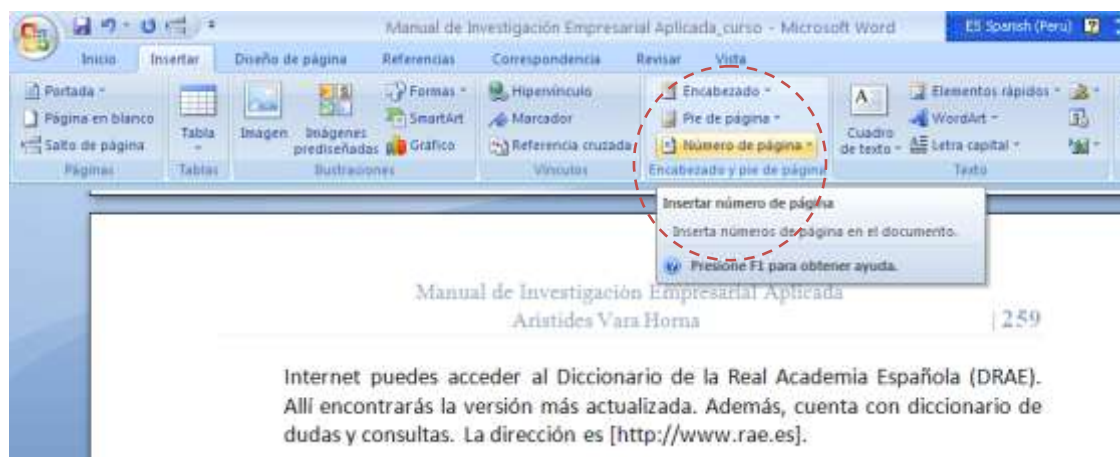 Manual de Investigación Empresarial Aplicada_curso - Microsoft Word
ES Spanish (Peru)
Inicio Insertar Diseño de página Referencias Correspondencia Revisar Vista
Portada
Página en blanco
Salto de página
Páginas
Tabla
Tablas
Imagen
Imágenes prediseñadas
Formas
SmartArt
Gráfico
Ilustraciones
Hipervínculo
Marcador
Referencia cruzada
Vínculos
Encabezado
Pie de página
Número de página
Encabezado y pie de página
A
Cuadro
de texto
Elementos rápidos
WordArt
Letra capital
Texto
Insertar número de página
Inserta números de página en el documento.
Presione F1 para obtener ayuda.
Manual de Investigación Empresarial Aplicada
Arístides Vara Horna | 259
Internet puedes acceder al Diccionario de la Real Academia Española (DRAE).
Allí encontrarás la versión más actualizada. Además, cuenta con diccionario de
dudas y consultas. La dirección es [http://www.rae.es].